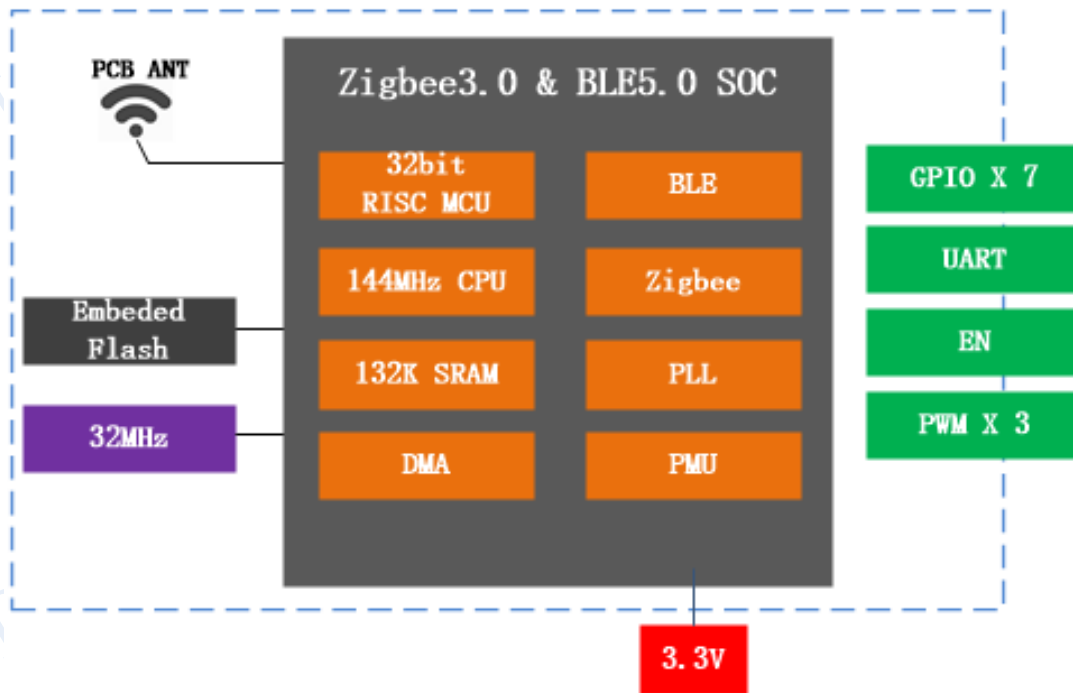 PCB ANT
Zigbee3.0 & BLE5.0 SOC
32bit
RISC MCU
BLE
GPIO X 7
144MHz CPU
Zigbee
UART
Embeded
Flash
132K SRAM
PLL
EN
32MHz
DMA
PMU
PWM X 3
3.3V